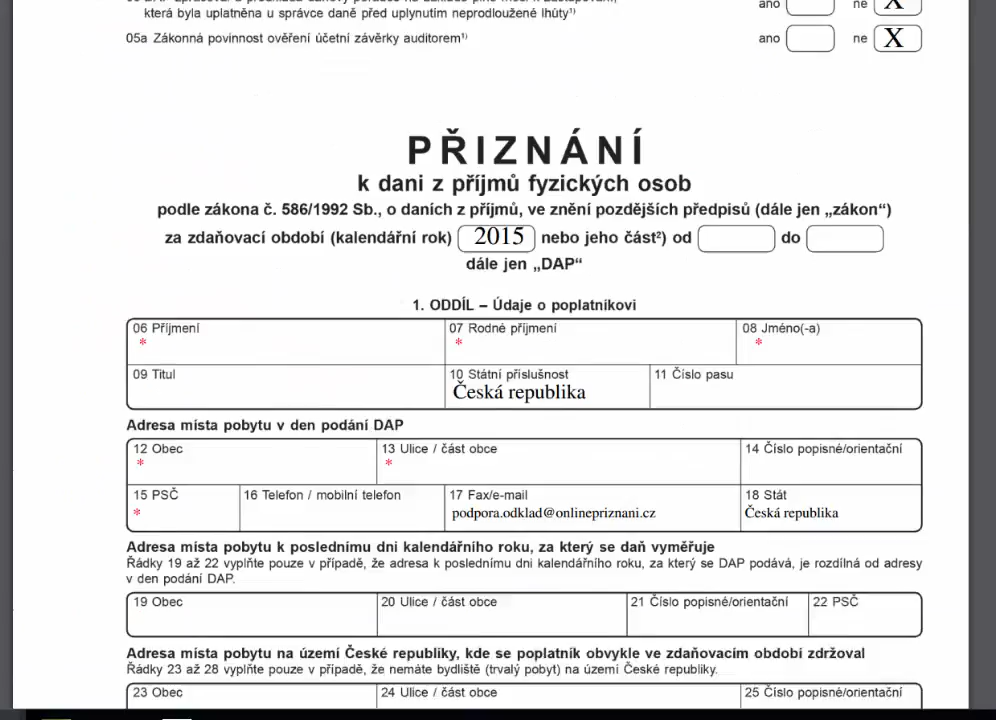 která byla uplatněna u správce daně před uplynutím neprodloužené lhůty¹⁾ ano ne X
05a Zákonná povinnost ověření účetní závěrky auditorem¹⁾ ano ne X
PŘIZNÁNÍ
k dani z příjmů fyzických osob
podle zákona č. 586/1992 Sb., o daních z příjmů, ve znění pozdějších předpisů (dále jen „zákon“)
za zdaňovací období (kalendářní rok) 2015 nebo jeho část²) od do
dále jen „DAP“
1. ODDÍL – Údaje o poplatníkovi
06 Příjmení 07 Rodné příjmení 08 Jméno(-a)
* * *
09 Titul 10 Státní příslušnost 11 Číslo pasu
Česká republika
Adresa místa pobytu v den podání DAP
12 Obec 13 Ulice / část obce 14 Číslo popisné/orientační
* *
15 PSČ 16 Telefon / mobilní telefon 17 Fax/e-mail 18 Stát
* podpora.odklad@onlinepriznani.cz Česká republika
Adresa místa pobytu k poslednímu dni kalendářního roku, za který se daň vyměřuje
Řádky 19 až 22 vyplňte pouze v případě, že adresa k poslednímu dni kalendářního roku, za který se DAP podává, je rozdílná od adresy
v den podání DAP.
19 Obec 20 Ulice / část obce 21 Číslo popisné/orientační 22 PSČ
Adresa místa pobytu na území České republiky, kde se poplatník obvykle ve zdaňovacím období zdržoval
Řádky 23 až 28 vyplňte pouze v případě, že nemáte bydliště (trvalý pobyt) na území České republiky.
23 Obec 24 Ulice / část obce 25 Číslo popisné/orientační